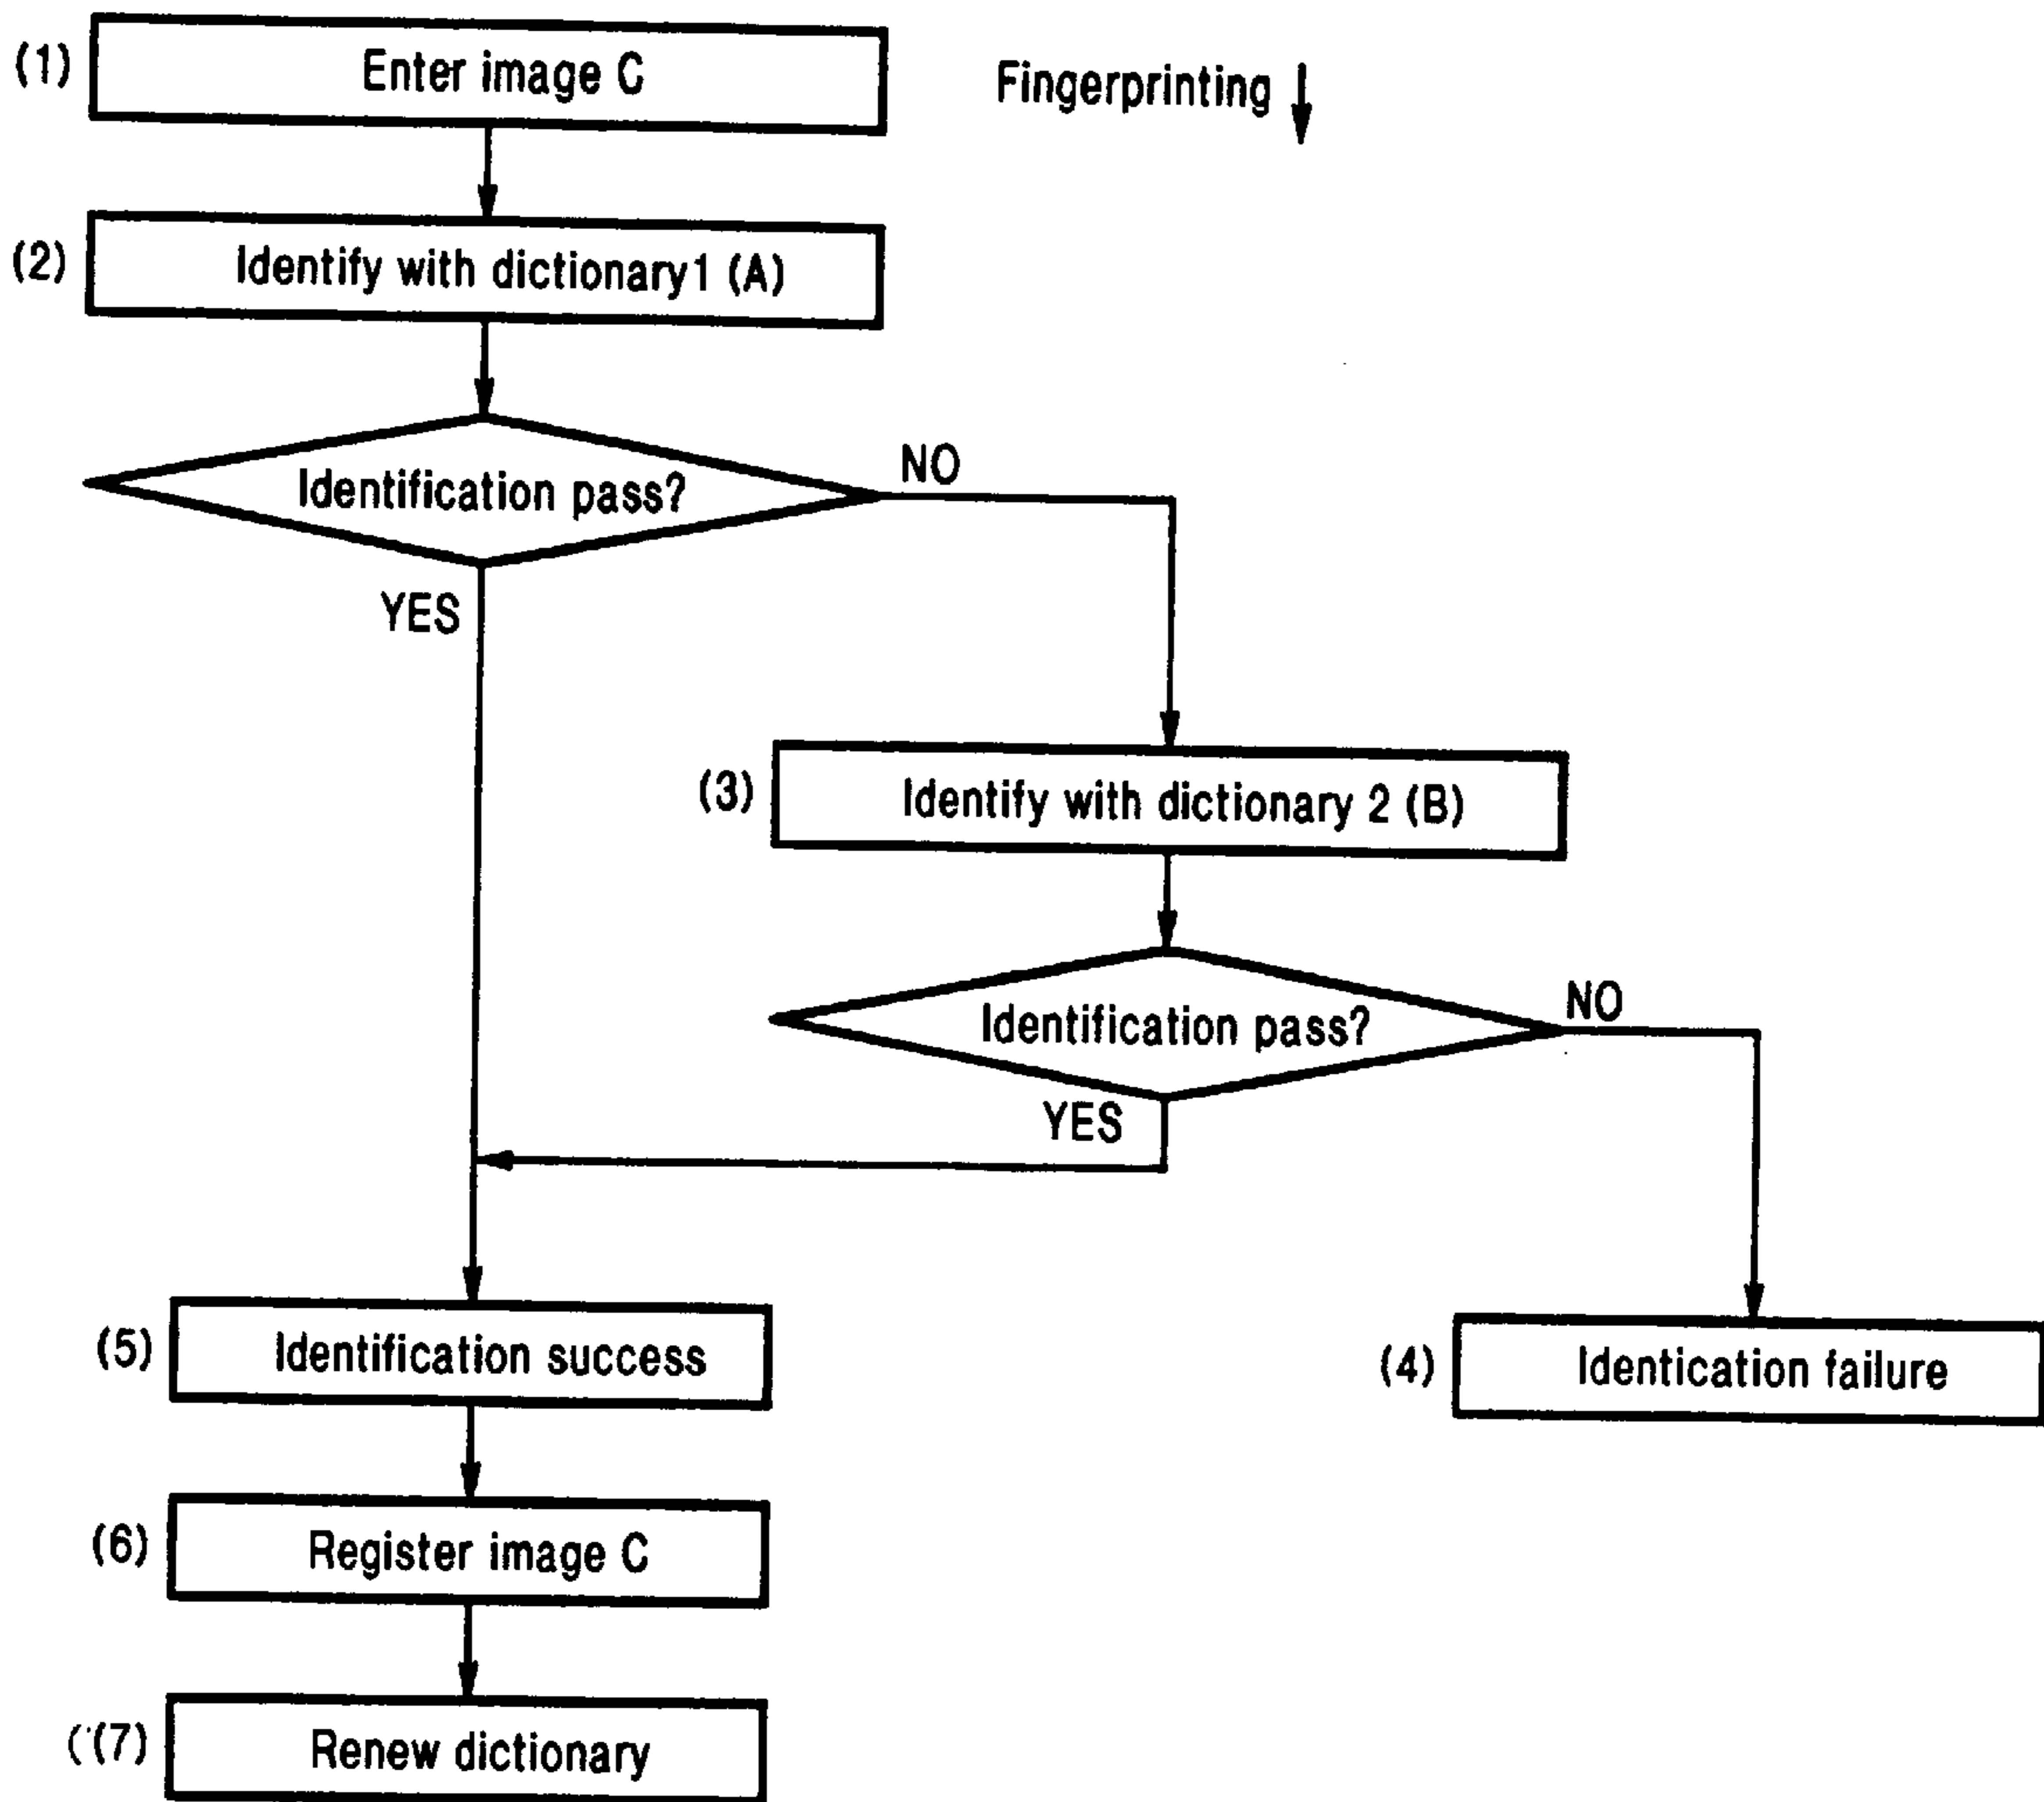 (1) Enter image C
Fingerprinting
(2) Identify with dictionary1 (A)
Identification pass?
NO
YES
(3) Identify with dictionary 2 (B)
Identification pass?
NO
YES
(5) Identification success
(4) Identication failure
(6) Register image C
((7) Renew dictionary